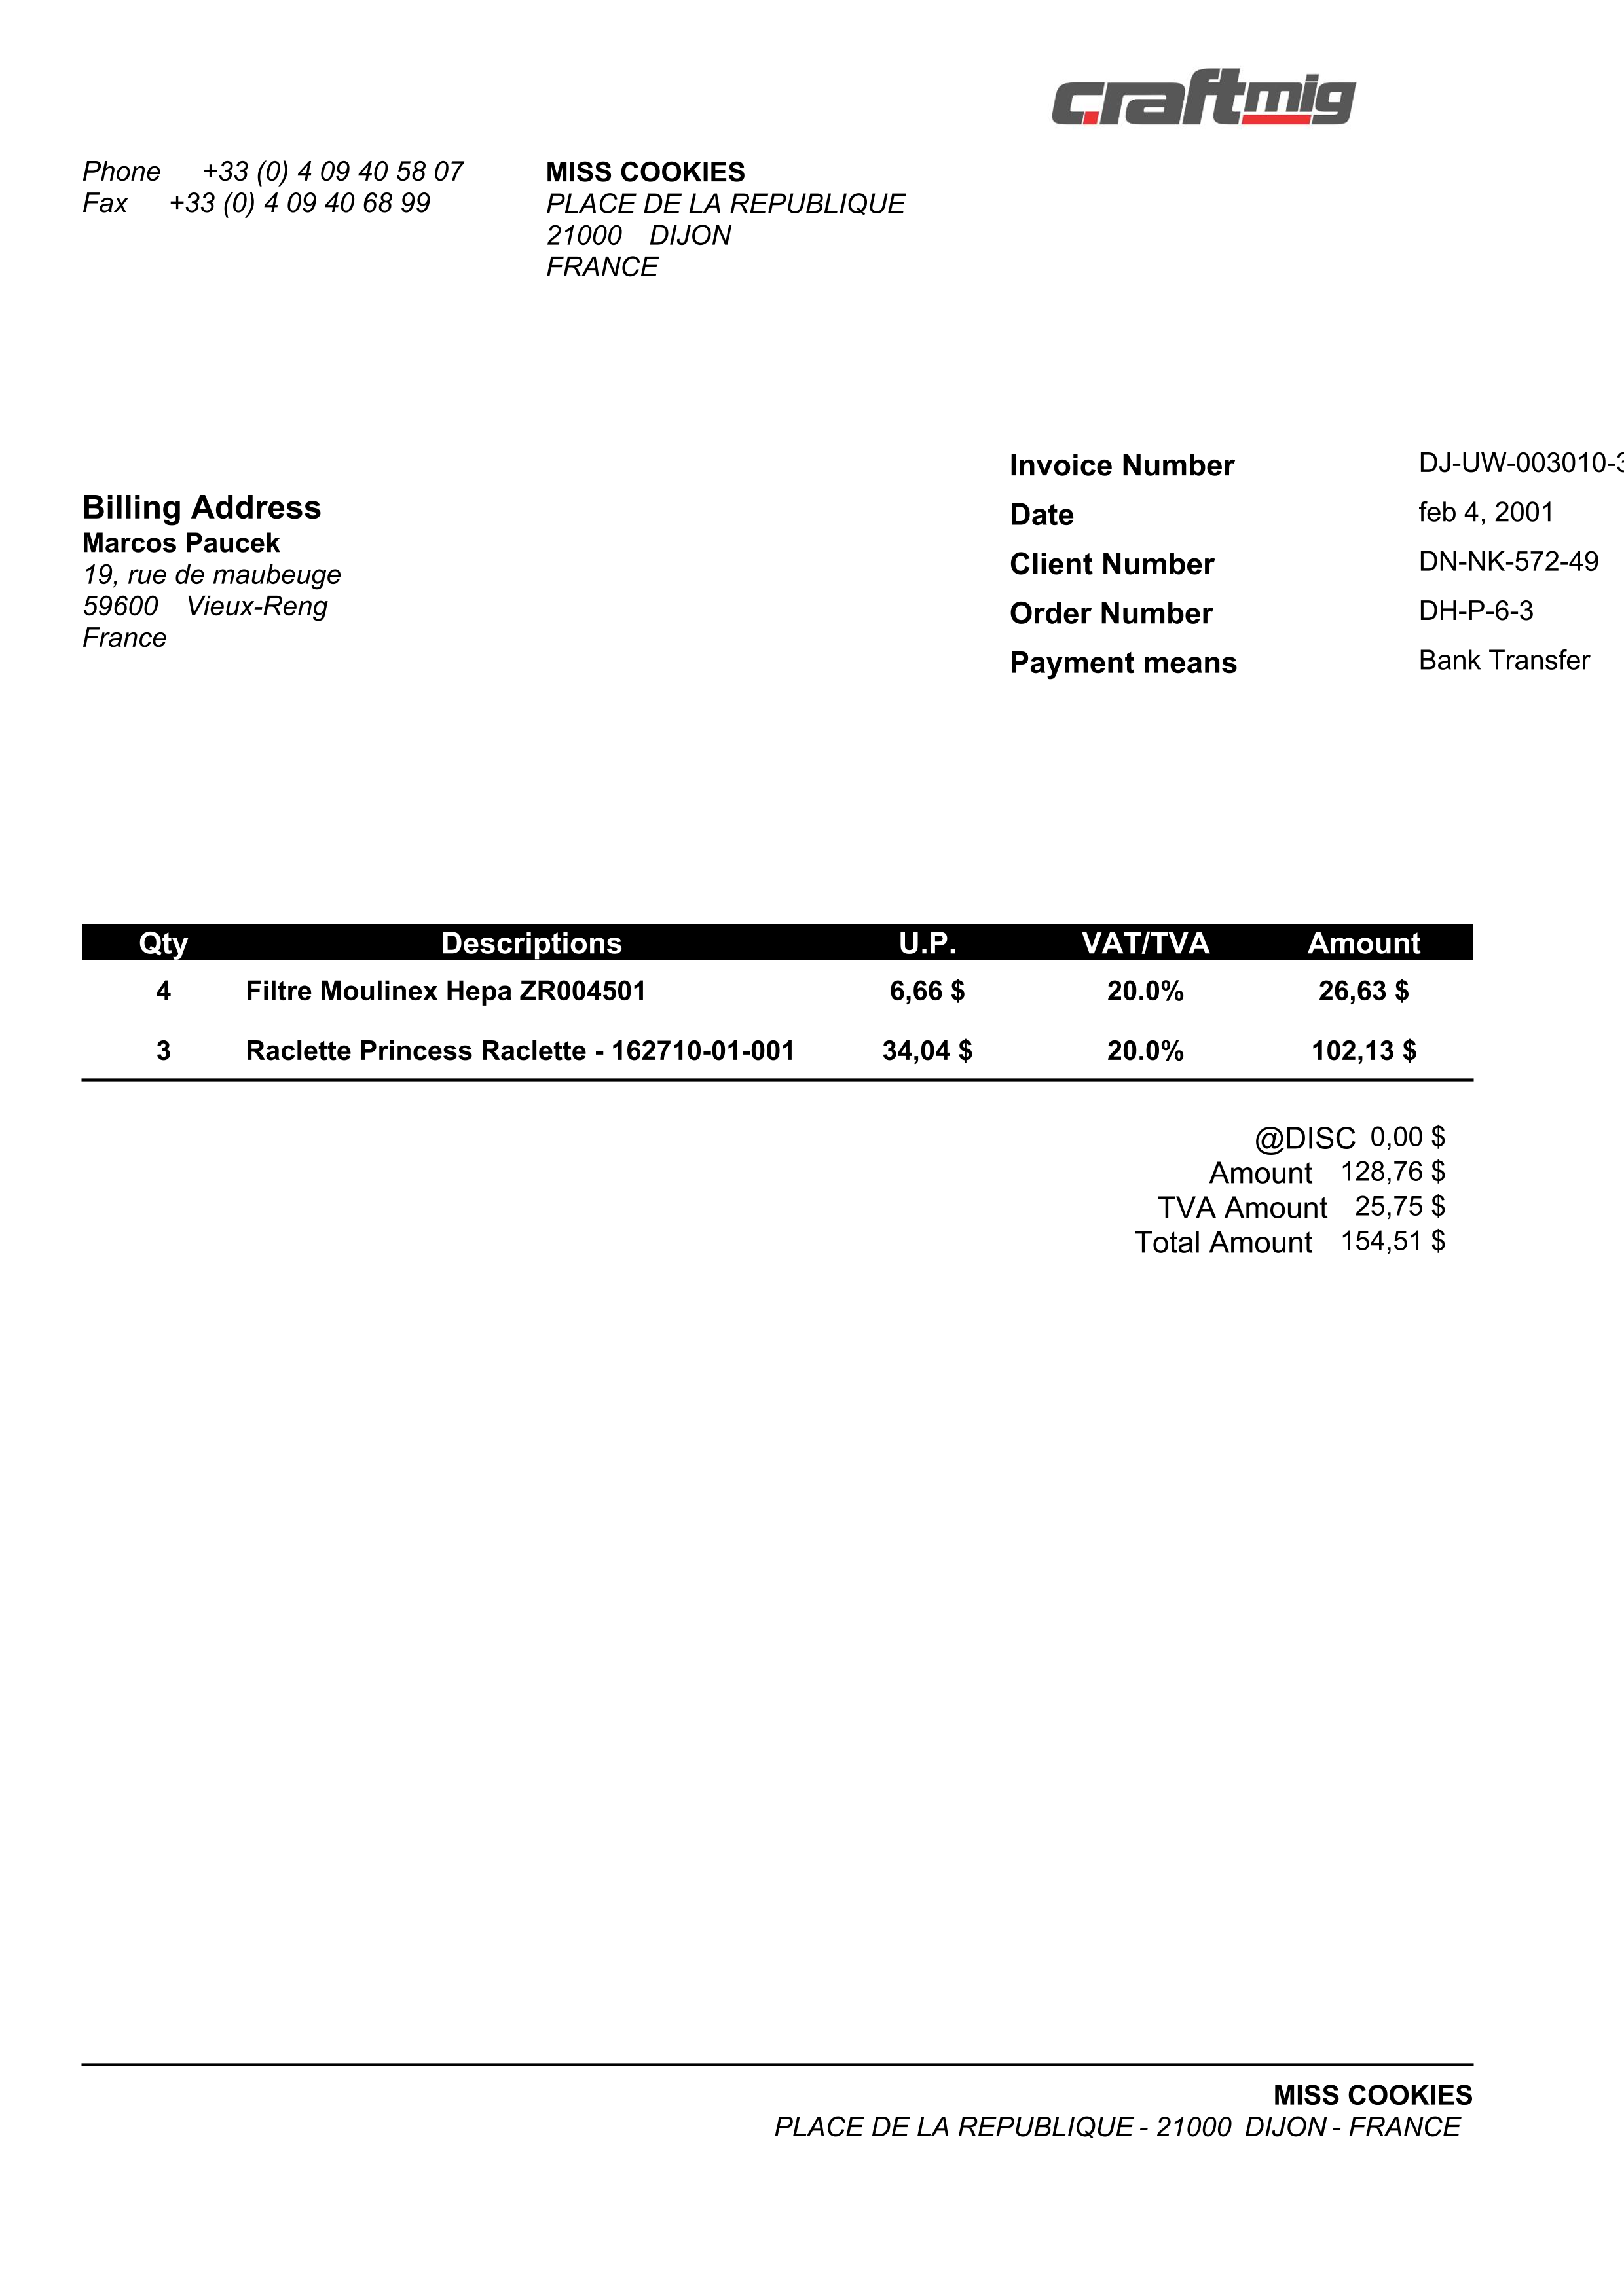 craftmig
Phone +33 (0) 4 09 40 58 07
Fax +33 (0) 4 09 40 68 99
MISS COOKIES
PLACE DE LA REPUBLIQUE
21000 DIJON
FRANCE
Invoice Number DJ-UW-003010-3
Date feb 4, 2001
Client Number DN-NK-572-49
Order Number DH-P-6-3
Payment means Bank Transfer
Billing Address
Marcos Paucek
19, rue de maubeuge
59600 Vieux-Reng
France
Qty Descriptions U.P. VAT/TVA Amount
4 Filtre Moulinex Hepa ZR004501 6,66 $ 20.0% 26,63 $
3 Raclette Princess Raclette - 162710-01-001 34,04 $ 20.0% 102,13 $
@DISC 0,00 $
Amount 128,76 $
TVA Amount 25,75 $
Total Amount 154,51 $
MISS COOKIES
PLACE DE LA REPUBLIQUE - 21000 DIJON - FRANCE